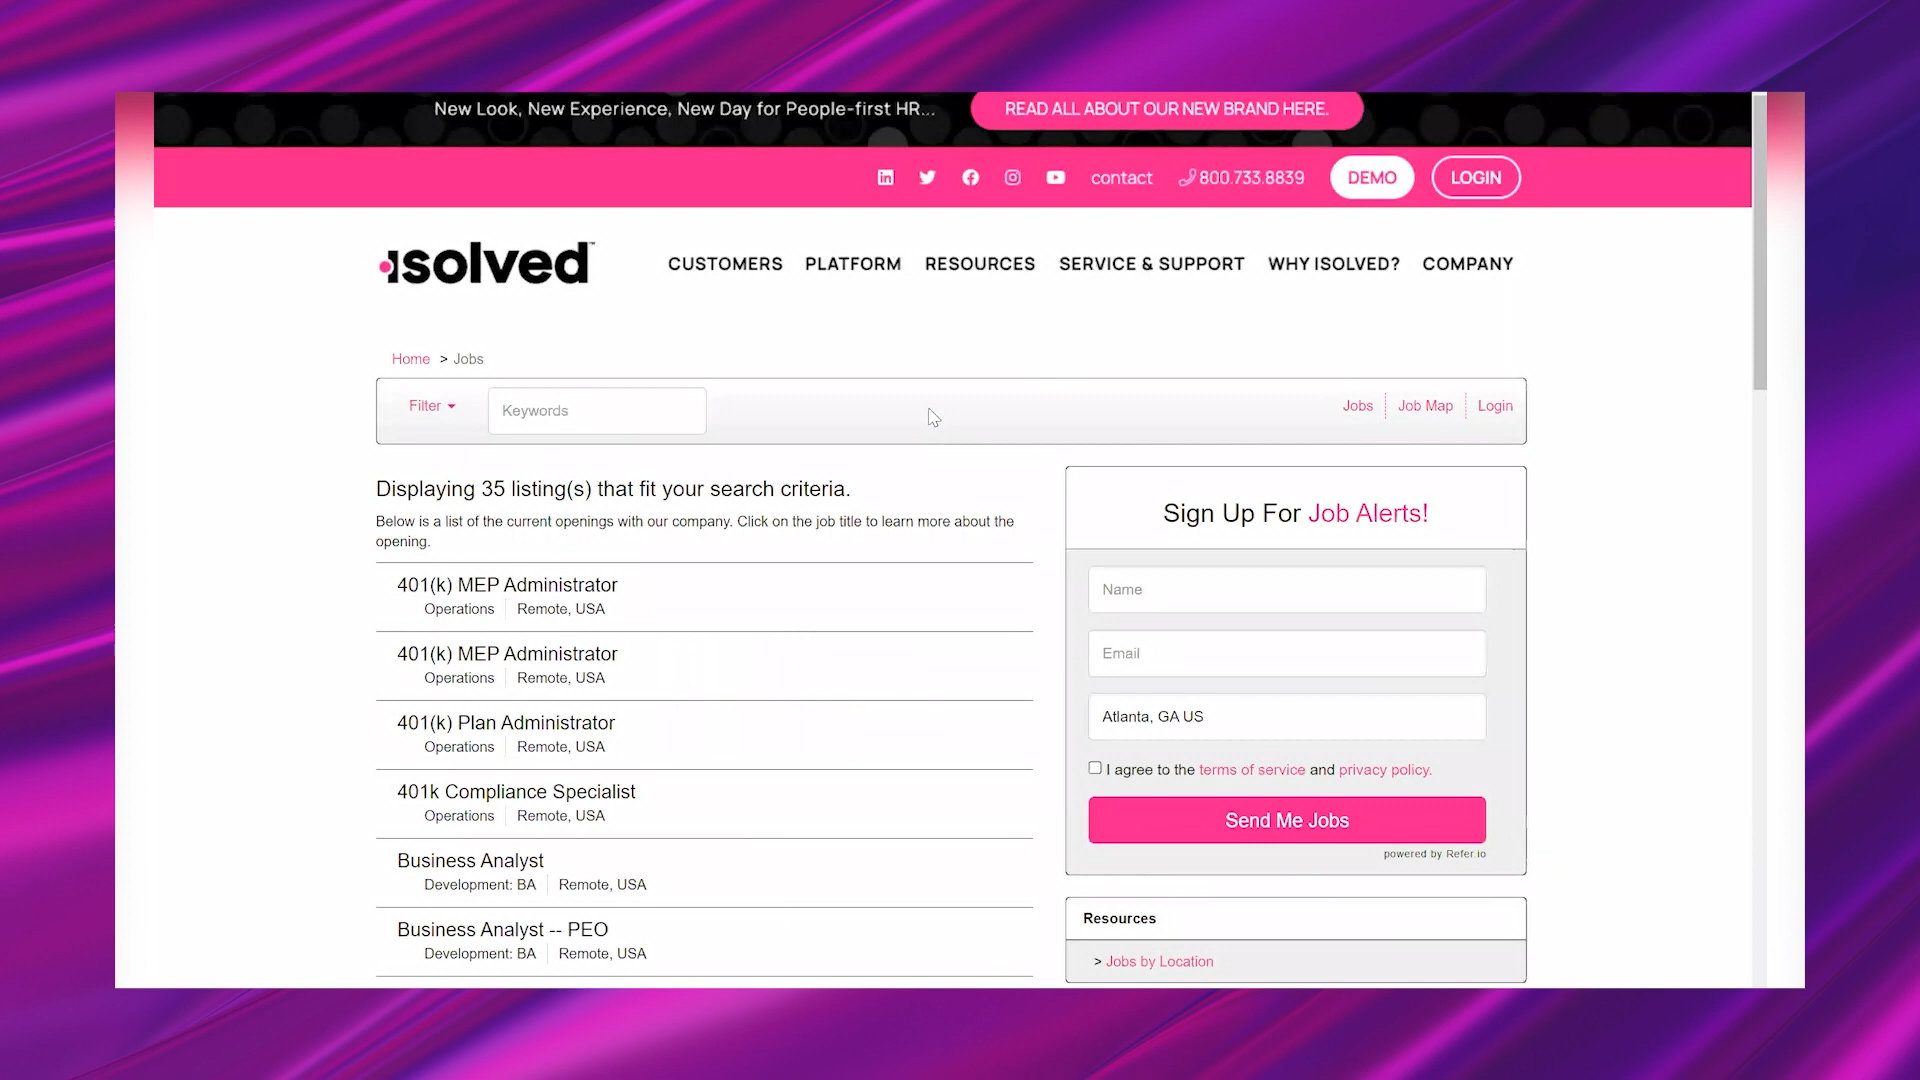 New Look, New Experience, New Day for People-first HR...
READ ALL ABOUT OUR NEW BRAND HERE.
contact
800.733.8839
DEMO
LOGIN
isolved™
CUSTOMERS
PLATFORM
RESOURCES
SERVICE & SUPPORT
WHY ISOLVED?
COMPANY
Home > Jobs
Filter
Keywords
Jobs
Job Map
Login
Displaying 35 listing(s) that fit your search criteria.
Below is a list of the current openings with our company. Click on the job title to learn more about the
opening.
401(k) MEP Administrator
Operations Remote, USA
401(k) MEP Administrator
Operations Remote, USA
401(k) Plan Administrator
Operations Remote, USA
401k Compliance Specialist
Operations Remote, USA
Business Analyst
Development: BA Remote, USA
Business Analyst -- PEO
Development: BA Remote, USA
Sign Up For Job Alerts!
Name
Email
Atlanta, GA US
I agree to the terms of service and privacy policy.
Send Me Jobs
powered by Refer.io
Resources
> Jobs by Location